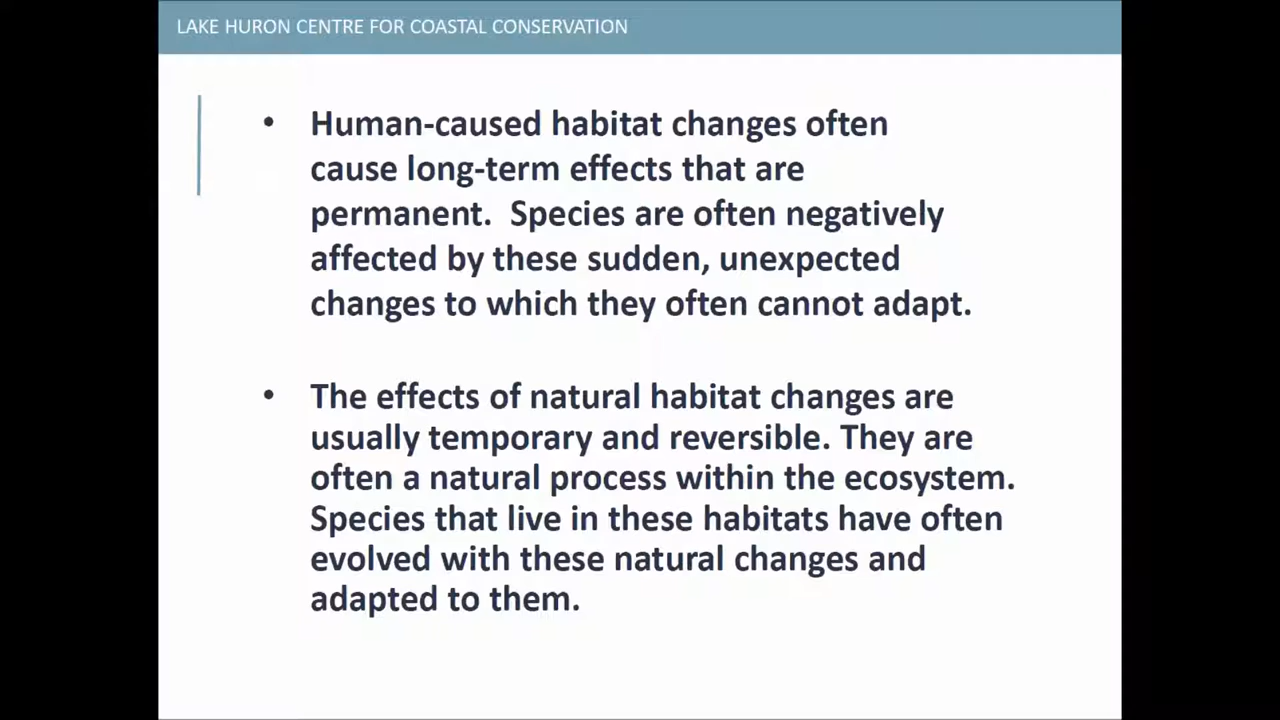 LAKE HURON CENTRE FOR COASTAL CONSERVATION
• Human-caused habitat changes often
cause long-term effects that are
permanent.  Species are often negatively
affected by these sudden, unexpected
changes to which they often cannot adapt.
• The effects of natural habitat changes are
usually temporary and reversible. They are
often a natural process within the ecosystem.
Species that live in these habitats have often
evolved with these natural changes and
adapted to them.